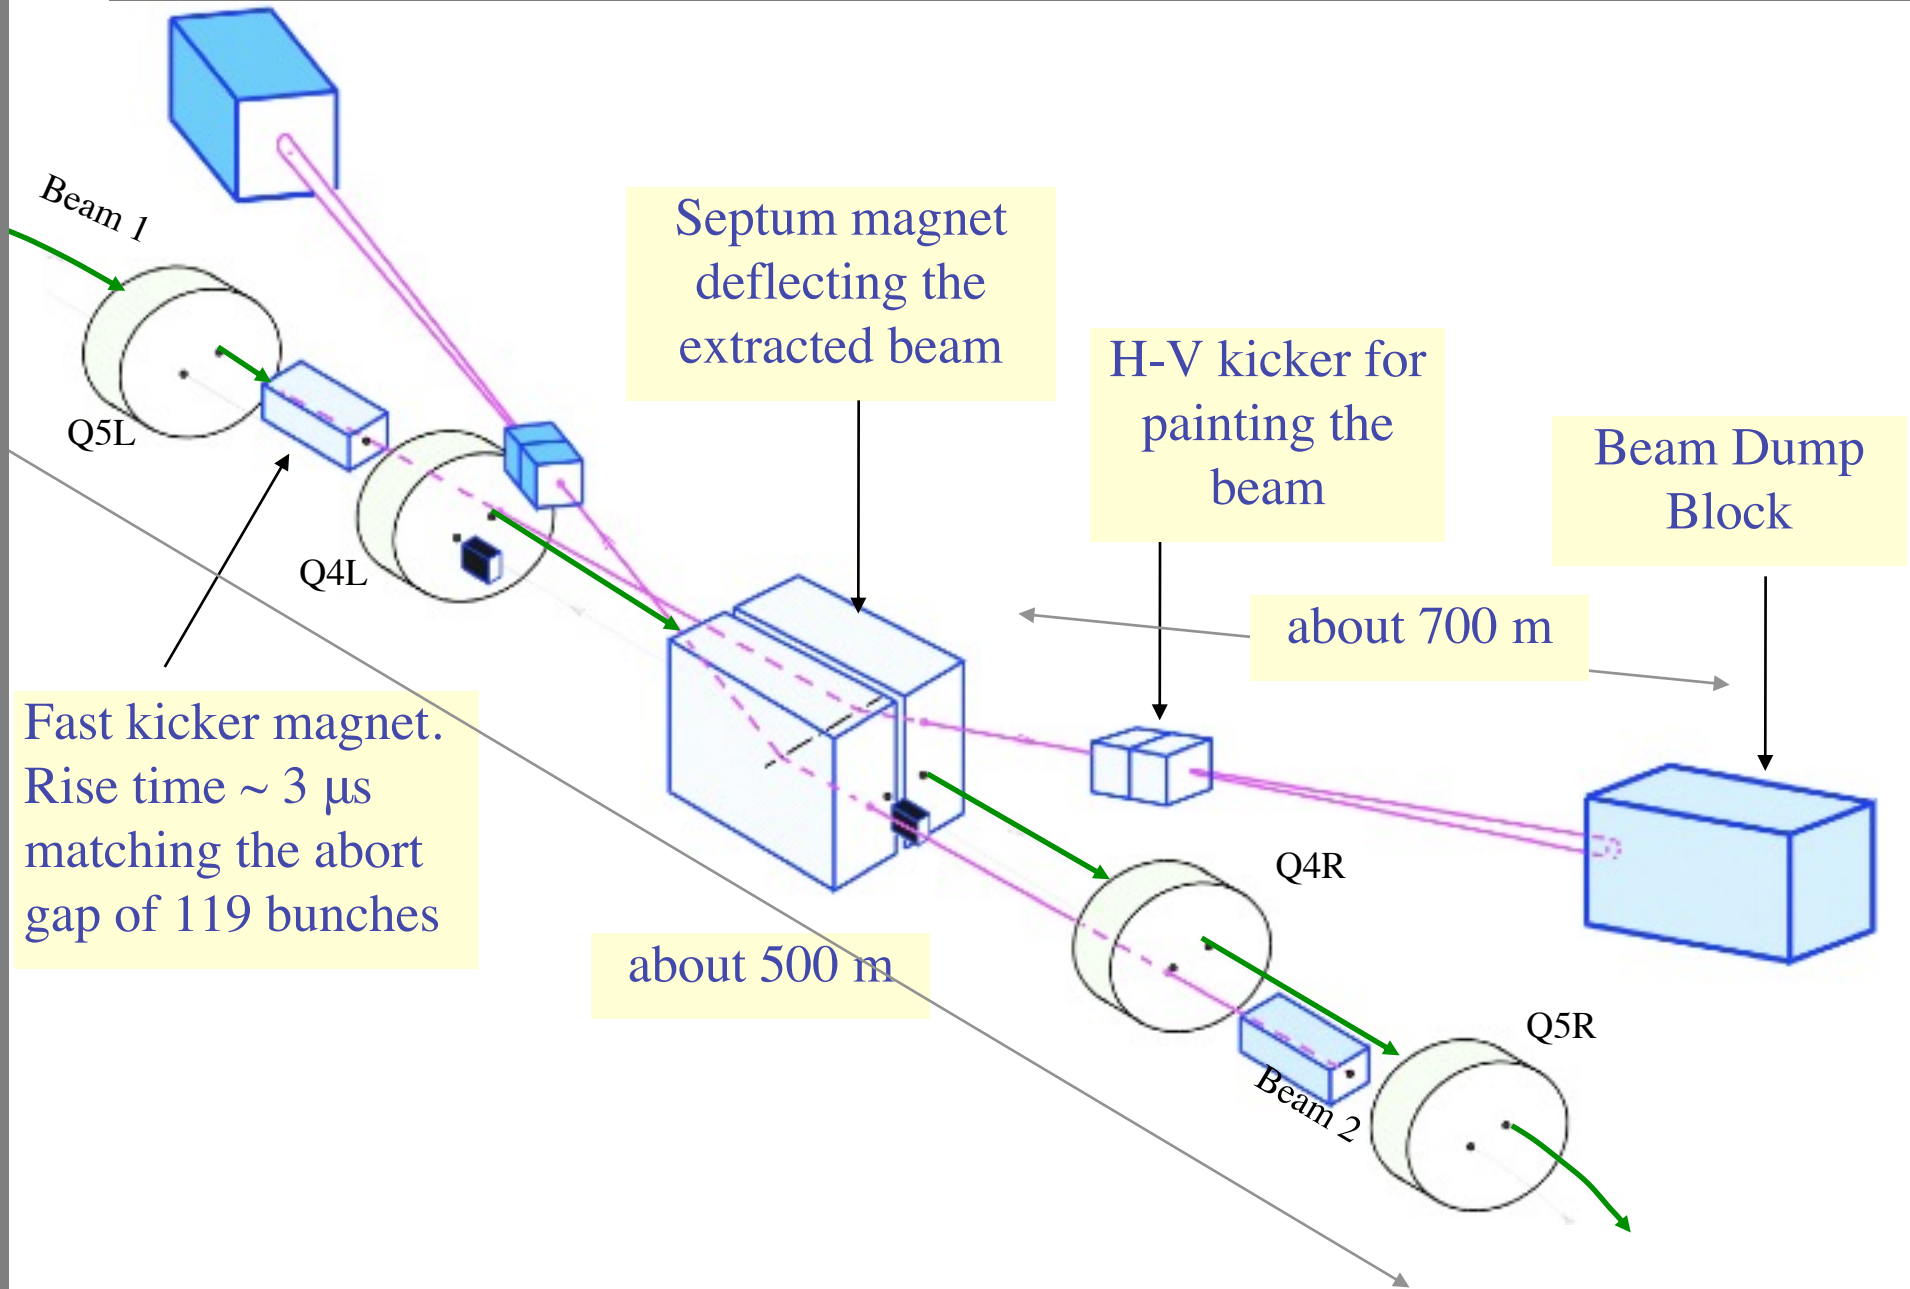 Beam 1
Septum magnet
deflecting the
extracted beam
H-V kicker for
painting the
beam
Beam Dump
Block
Q5L
Q4L
about 700 m
Fast kicker magnet.
Rise time ~ 3 μs
matching the abort
gap of 119 bunches
about 500 m
Q4R
Q5R
Beam 2